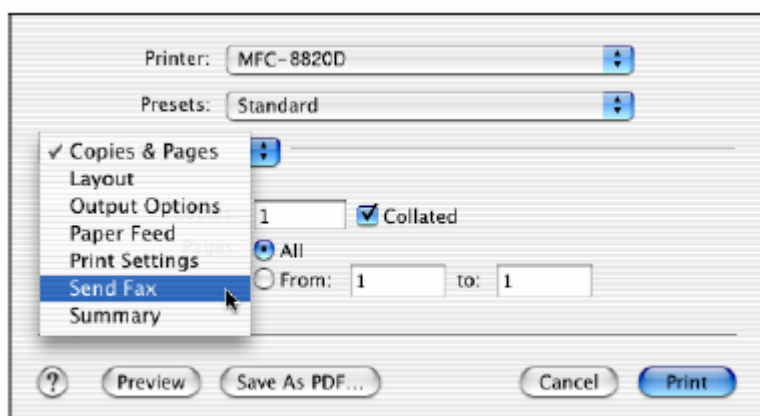 Printer: MFC-8820D
Presets: Standard
✓ Copies & Pages
Layout
Output Options
1 Collated
Paper Feed
Pages: All
Print Settings
Send Fax
From: 1 to: 1
Summary
? Preview Save As PDF... Cancel Print